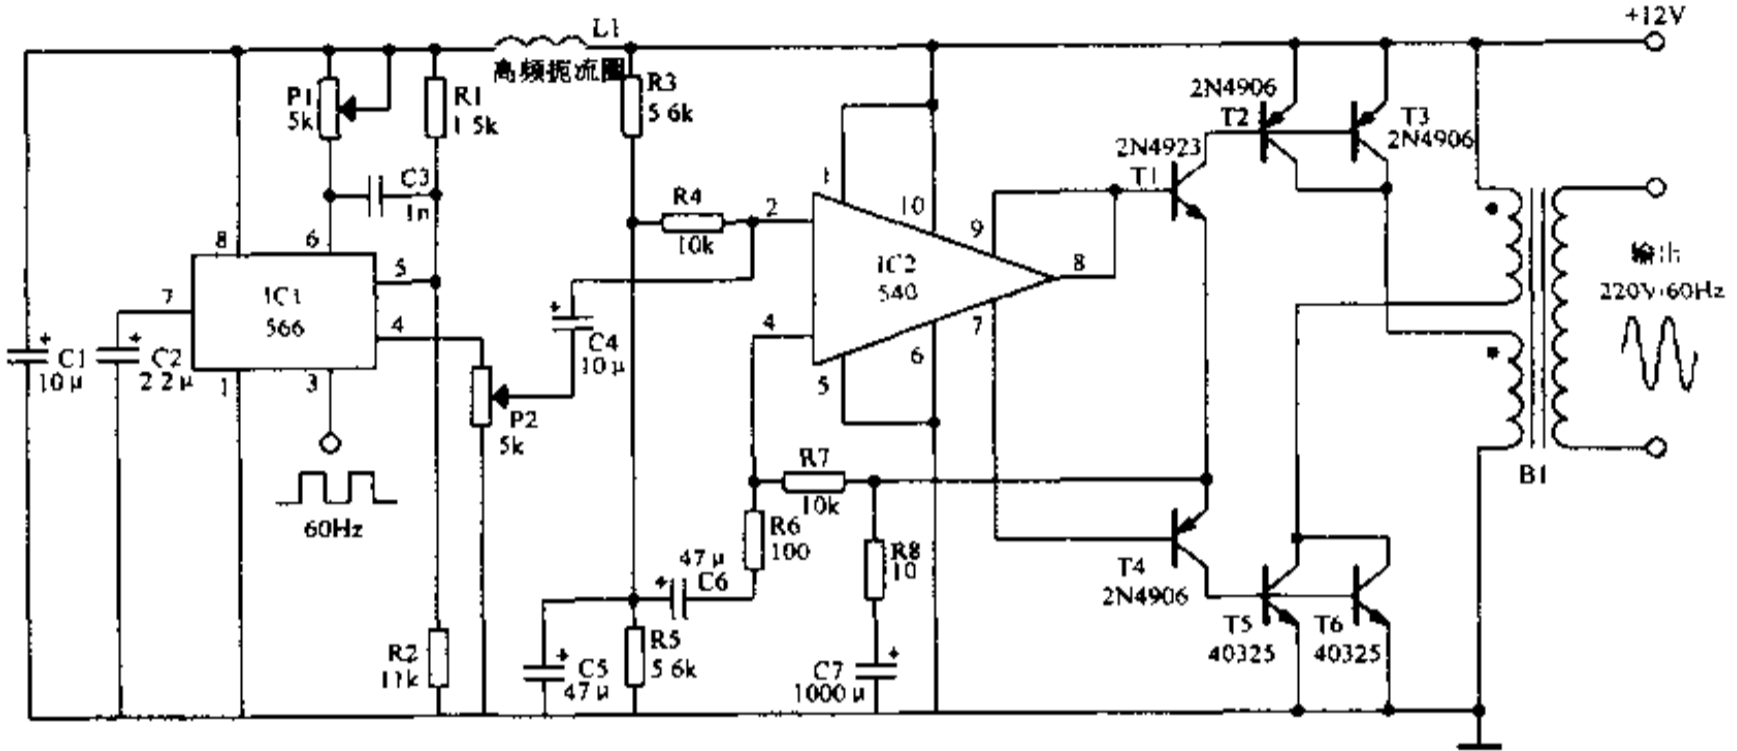 +12V
L1
高频扼流圈
P1
5k
R1
1 5k
R3
5 6k
2N4906
T2
T3
2N4906
2N4923
T1
C3
1n
R4
10k
1
2
10
9
8
6
5
7
4
3
1
IC1
566
IC2
540
8
7
6
5
4
C1
10μ
C2
2 2μ
C4
10μ
P2
5k
60Hz
输出
220V·60Hz
B1
R7
10k
R6
100
R8
10
47μ
C6
T4
2N4906
R2
11k
C5
47μ
R5
5 6k
C7
1000μ
T5
40325
T6
40325